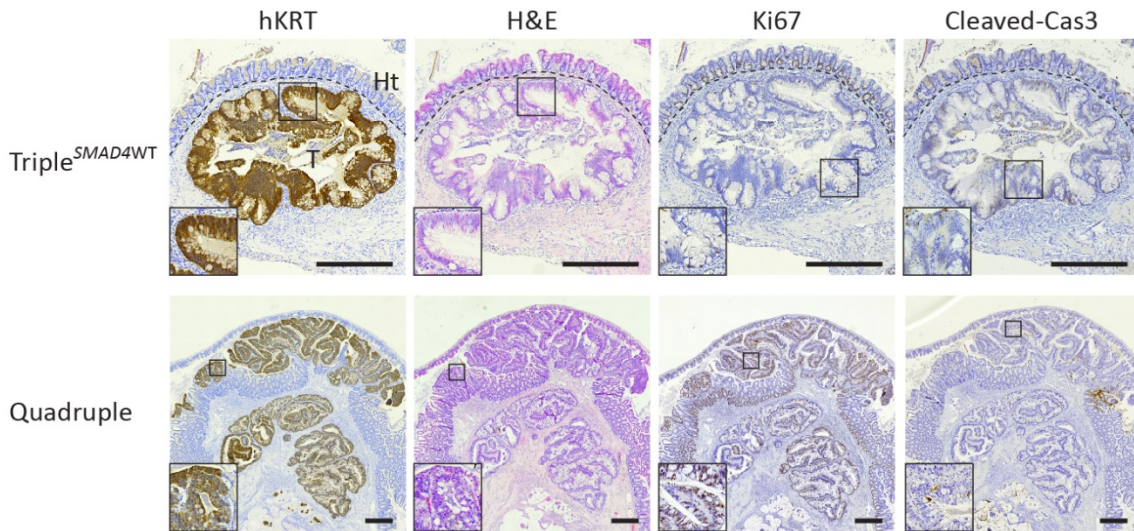 hKRT
H&E
Ki67
Cleaved-Cas3
Triple^SMAD4WT
Ht
T
Quadruple